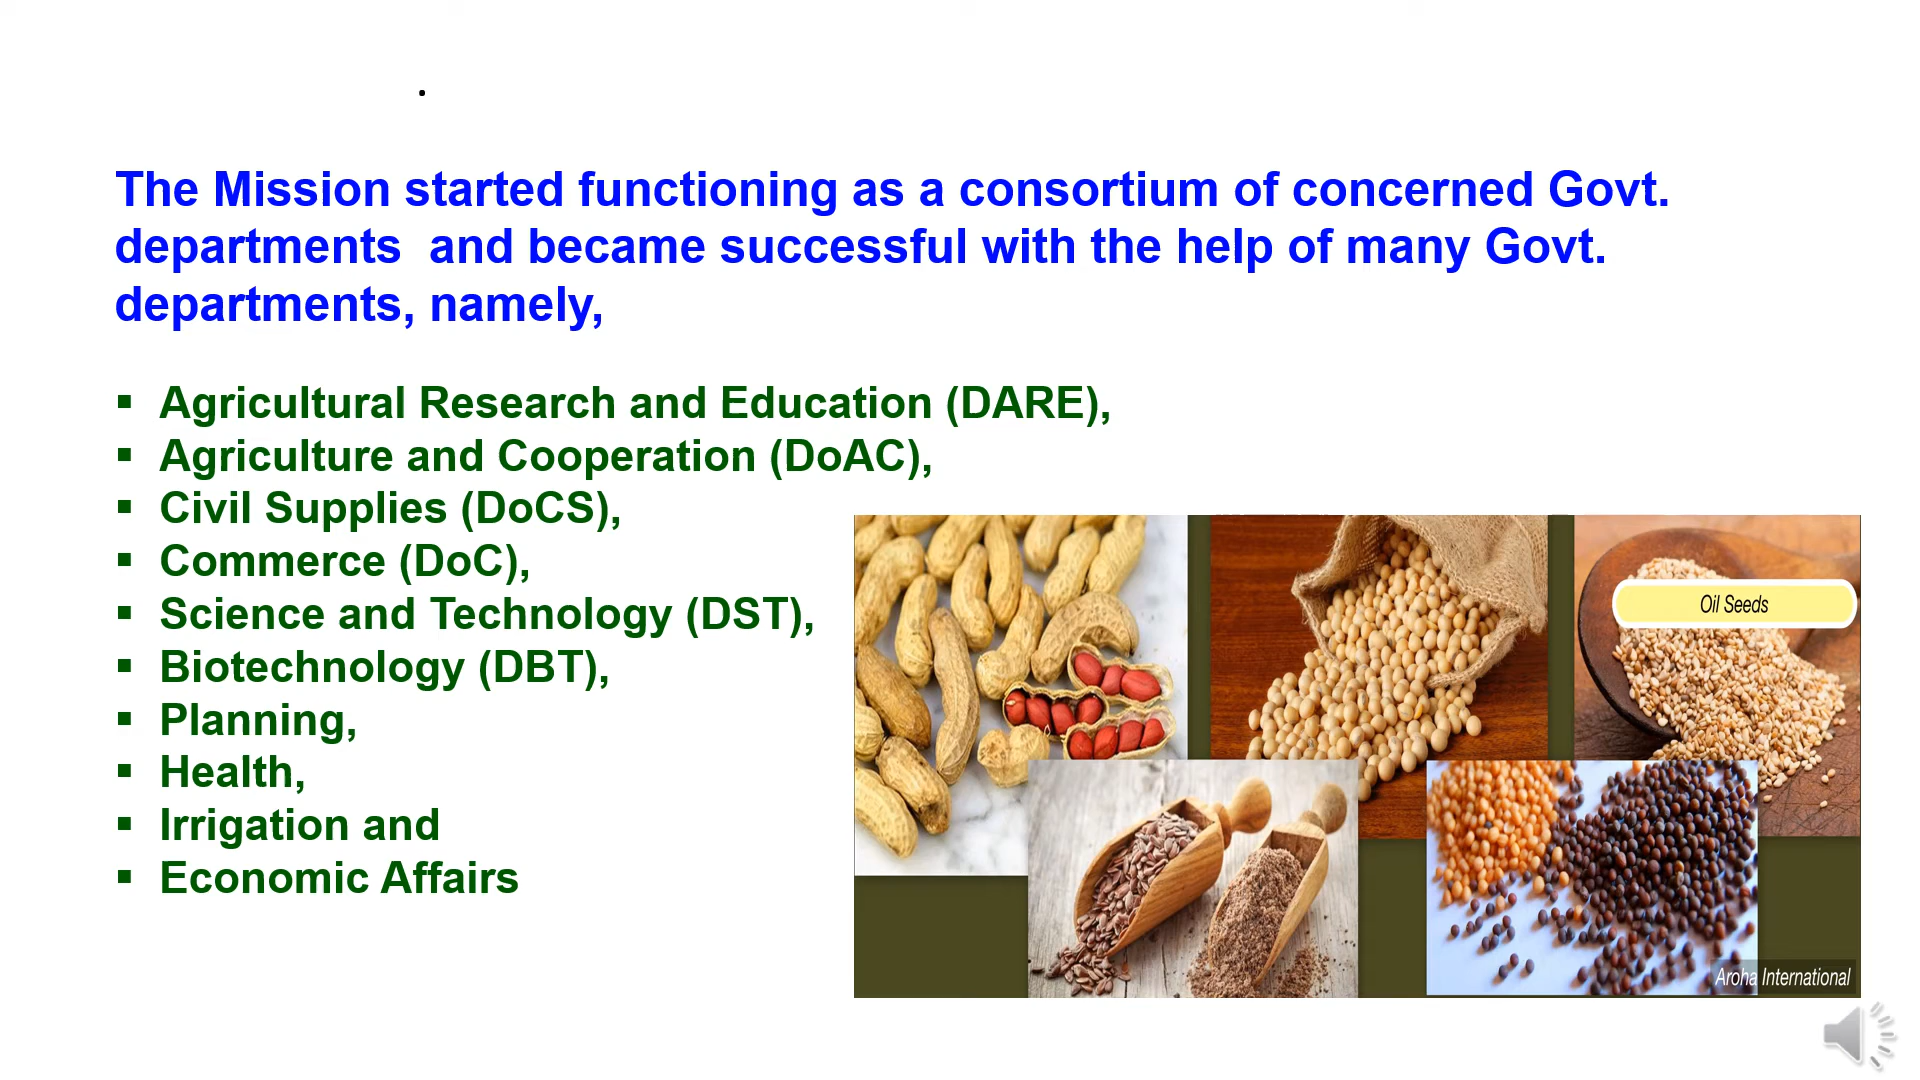 .
The Mission started functioning as a consortium of concerned Govt.
departments and became successful with the help of many Govt.
departments, namely,
▪ Agricultural Research and Education (DARE),
▪ Agriculture and Cooperation (DoAC),
▪ Civil Supplies (DoCS),
▪ Commerce (DoC),
▪ Science and Technology (DST),
▪ Biotechnology (DBT),
▪ Planning,
▪ Health,
▪ Irrigation and
▪ Economic Affairs
Oil Seeds
Aroha International